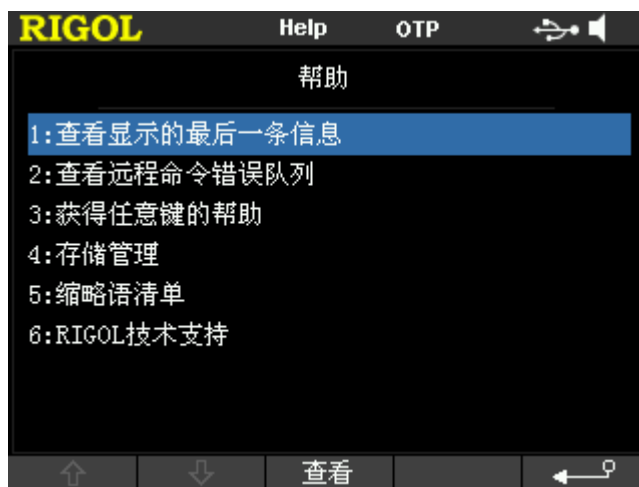 RIGOL Help OTP
帮助
1:查看显示的最后一条信息
2:查看远程命令错误队列
3:获得任意键的帮助
4:存储管理
5:缩略语清单
6:RIGOL技术支持
查看